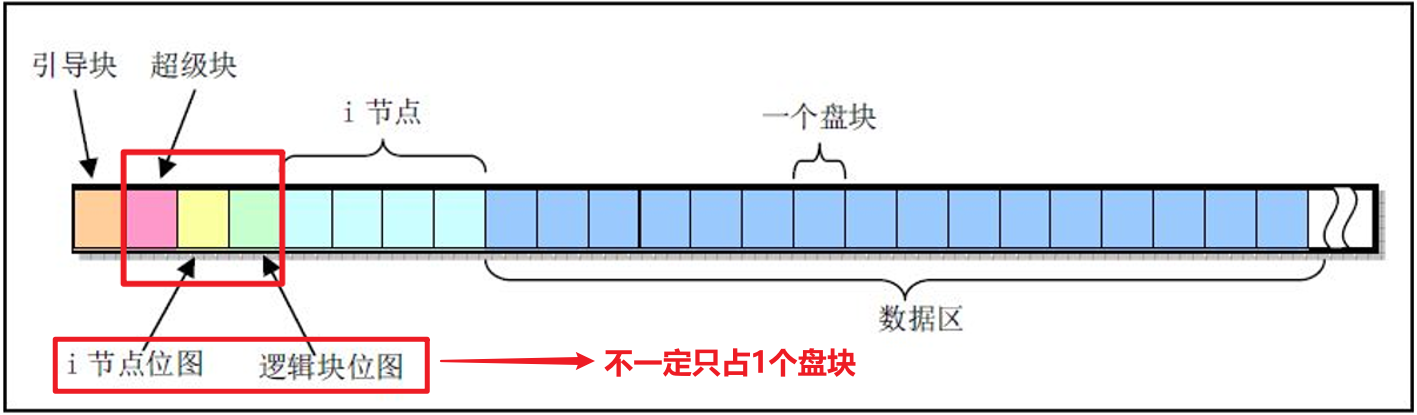 引导块
超级块
i 节点
一个盘块
数据区
i 节点位图
逻辑块位图
不一定只占1个盘块